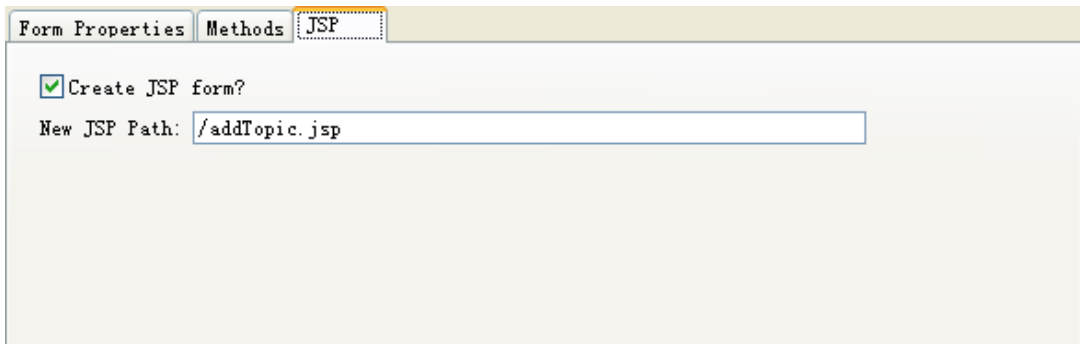 Form Properties Methods JSP
Create JSP form?
New JSP Path: /addTopic.jsp